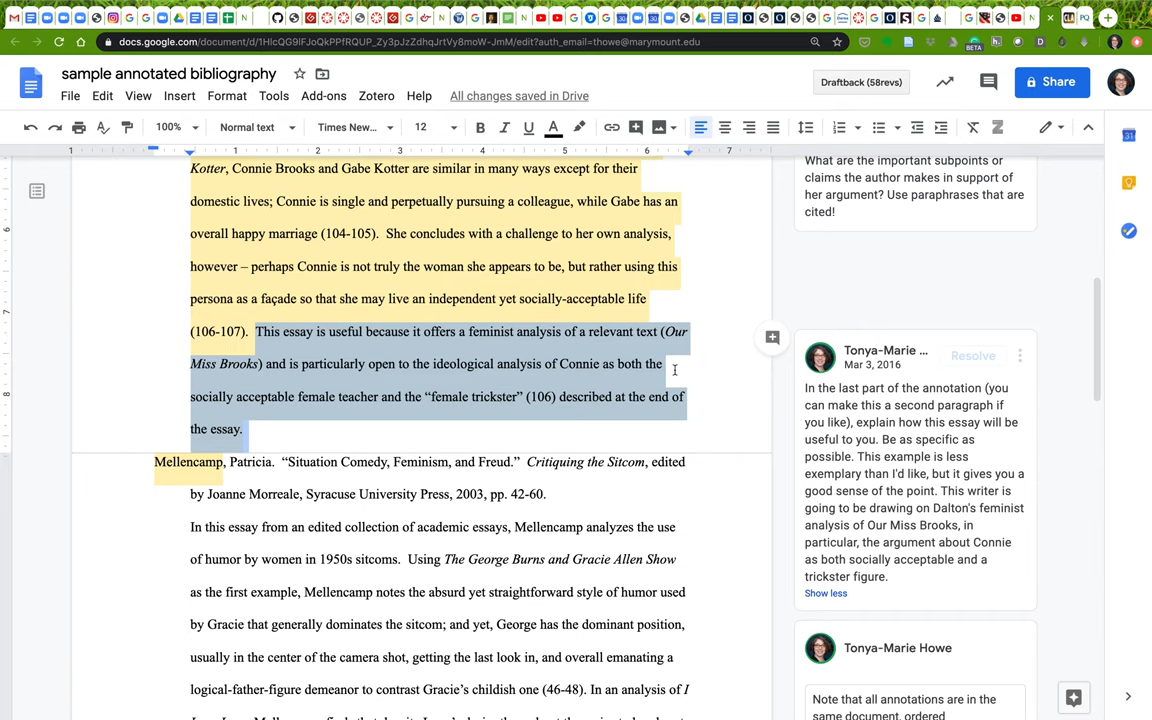 docs.google.com/document/d/1HlcQG9lFJoQkPPfRQUP_Zy3pJzZdhqJrtVy8moW-JmM/edit?auth_email=thowe@marymount.edu
BETA
PQ
sample annotated bibliography
File Edit View Insert Format Tools Add-ons Zotero Help All changes saved in Drive
Draftback (58revs)
Share
100% Normal text Times New... 12
1 1 2 3 4 5 6 7
Kotter, Connie Brooks and Gabe Kotter are similar in many ways except for their
domestic lives; Connie is single and perpetually pursuing a colleague, while Gabe has an
overall happy marriage (104-105).  She concludes with a challenge to her own analysis,
however – perhaps Connie is not truly the woman she appears to be, but rather using this
persona as a façade so that she may live an independent yet socially-acceptable life
(106-107).  This essay is useful because it offers a feminist analysis of a relevant text (Our
Miss Brooks) and is particularly open to the ideological analysis of Connie as both the
socially acceptable female teacher and the “female trickster” (106) described at the end of
the essay.
Mellencamp, Patricia.  “Situation Comedy, Feminism, and Freud.”  Critiquing the Sitcom, edited
by Joanne Morreale, Syracuse University Press, 2003, pp. 42-60.
In this essay from an edited collection of academic essays, Mellencamp analyzes the use
of humor by women in 1950s sitcoms.  Using The George Burns and Gracie Allen Show
as the first example, Mellencamp notes the absurd yet straightforward style of humor used
by Gracie that generally dominates the sitcom; and yet, George has the dominant position,
usually in the center of the camera shot, getting the last look in, and overall emanating a
logical-father-figure demeanor to contrast Gracie’s childish one (46-48). In an analysis of I
What are the important subpoints or
claims the author makes in support of
her argument? Use paraphrases that are
cited!
Tonya-Marie ...
Mar 3, 2016
Resolve
In the last part of the annotation (you
can make this a second paragraph if
you like), explain how this essay will be
useful to you. Be as specific as
possible. This example is less
exemplary than I'd like, but it gives you a
good sense of the point. This writer is
going to be drawing on Dalton's feminist
analysis of Our Miss Brooks, in
particular, the argument about Connie
as both socially acceptable and a
trickster figure.
Show less
Tonya-Marie Howe
Note that all annotations are in the
same document, ordered